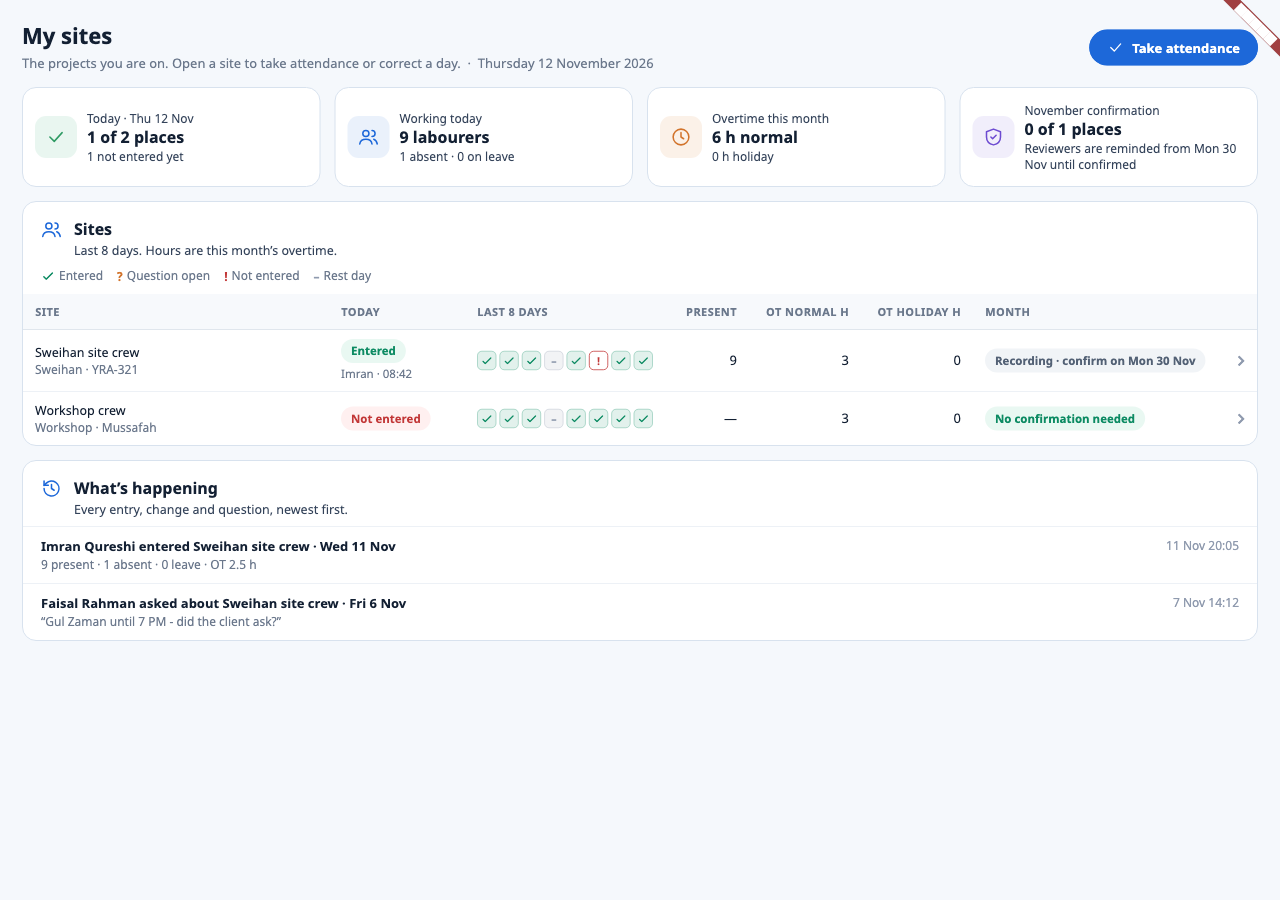 My sites
The projects you are on. Open a site to take attendance or correct a day. · Thursday 12 November 2026
Take attendance
Today · Thu 12 Nov
1 of 2 places
1 not entered yet
Working today
9 labourers
1 absent · 0 on leave
Overtime this month
6 h normal
0 h holiday
November confirmation
0 of 1 places
Reviewers are reminded from Mon 30
Nov until confirmed
Sites
Last 8 days. Hours are this month’s overtime.
✓ Entered ? Question open ! Not entered – Rest day
SITE TODAY LAST 8 DAYS PRESENT OT NORMAL H OT HOLIDAY H MONTH
Sweihan site crew
Sweihan · YRA-321
Entered
Imran · 08:42
✓ ✓ ✓ – ✓ ! ✓ ✓
9 3 0 Recording · confirm on Mon 30 Nov
Workshop crew
Workshop · Mussafah
Not entered
✓ ✓ ✓ – ✓ ✓ ✓ ✓
— 3 0 No confirmation needed
What’s happening
Every entry, change and question, newest first.
Imran Qureshi entered Sweihan site crew · Wed 11 Nov
11 Nov 20:05
9 present · 1 absent · 0 leave · OT 2.5 h
Faisal Rahman asked about Sweihan site crew · Fri 6 Nov
7 Nov 14:12
“Gul Zaman until 7 PM - did the client ask?”